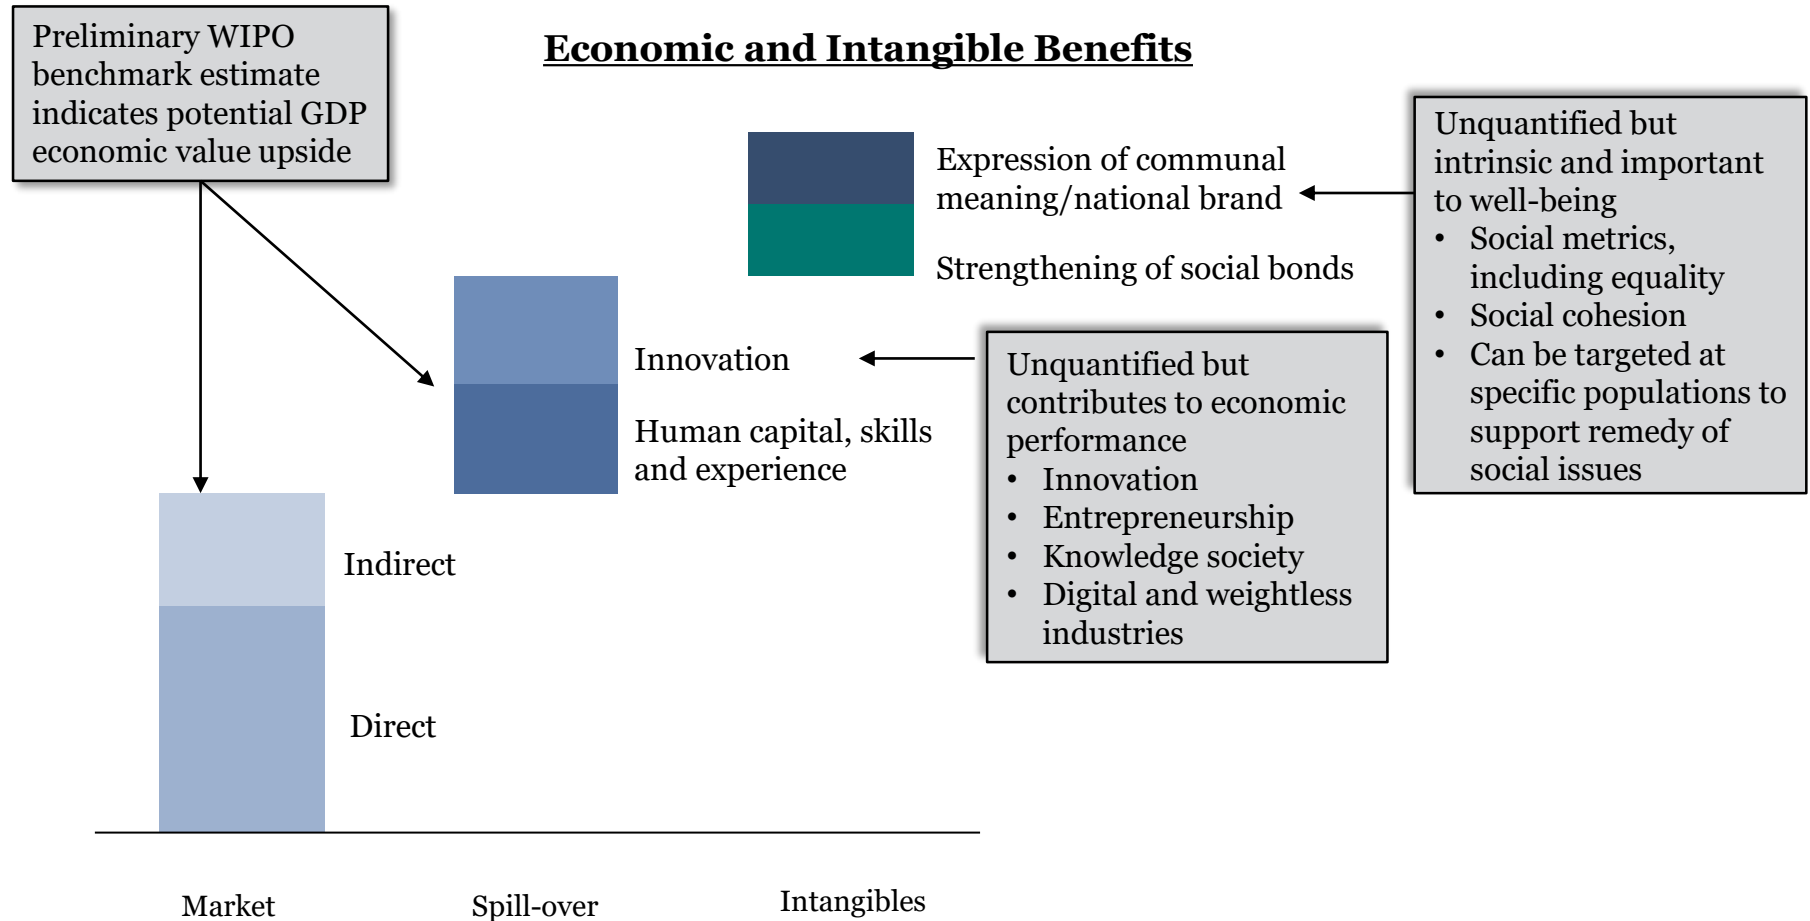 Preliminary WIPO
benchmark estimate
indicates potential GDP
economic value upside
Economic and Intangible Benefits
Expression of communal
meaning/national brand
Strengthening of social bonds
Unquantified but
intrinsic and important
to well-being
• Social metrics,
including equality
• Social cohesion
• Can be targeted at
specific populations to
support remedy of
social issues
Innovation
Human capital, skills
and experience
Unquantified but
contributes to economic
performance
• Innovation
• Entrepreneurship
• Knowledge society
• Digital and weightless
industries
Indirect
Direct
Market
Spill-over
Intangibles